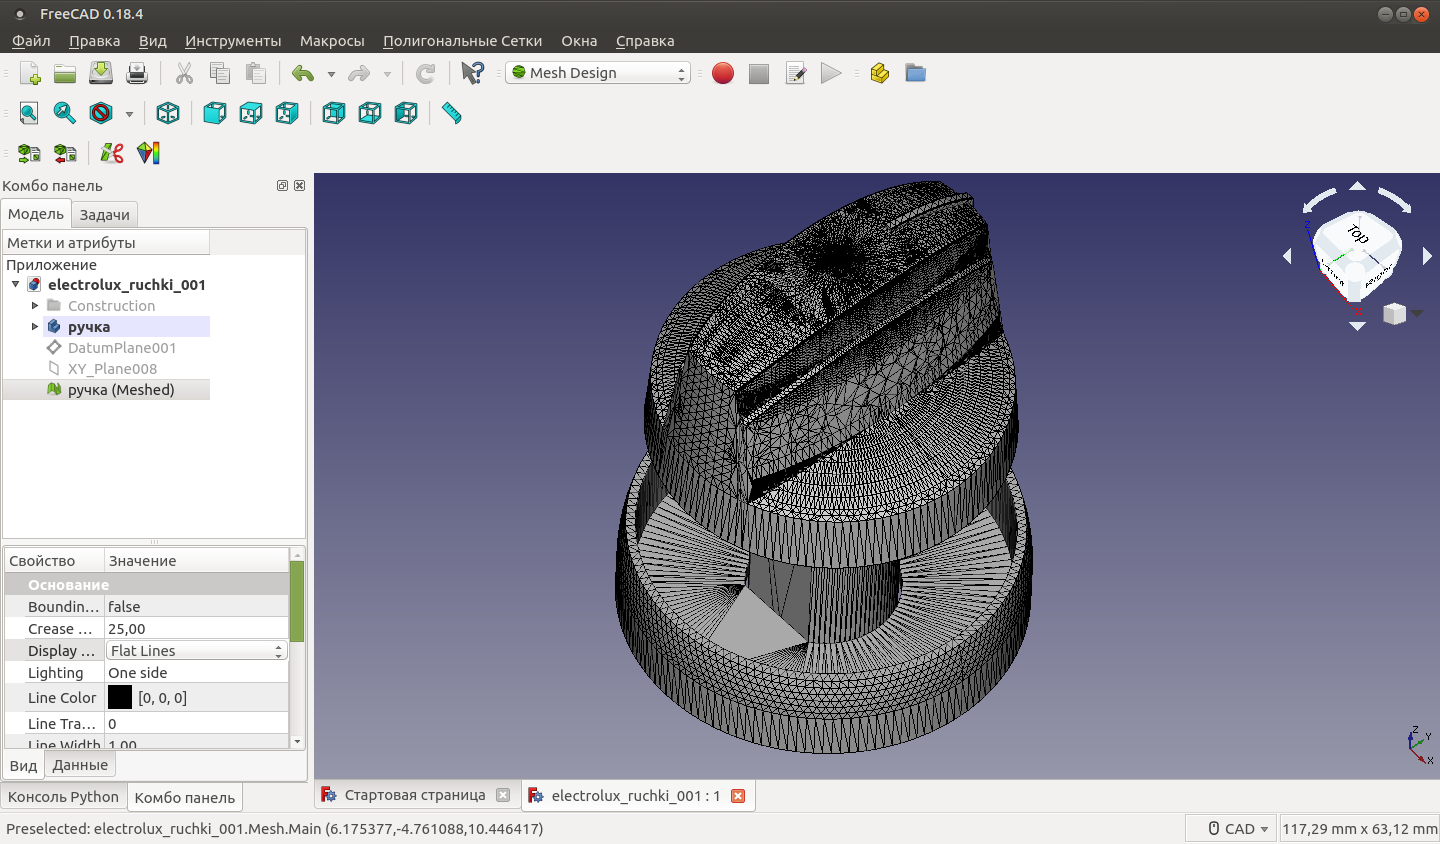 FreeCAD 0.18.4
Файл Правка Вид Инструменты Макросы Полигональные Сетки Окна Справка
Mesh Design
Комбо панель
Модель Задачи
Метки и атрибуты
Приложение
electrolux_ruchki_001
Construction
ручка
DatumPlane001
XY_Plane008
ручка (Meshed)
Свойство Значение
Основание
Boundin... false
Crease ... 25,00
Display ... Flat Lines
Lighting One side
Line Color [0, 0, 0]
Line Tra... 0
Line Width 1,00
Вид Данные
Консоль Python Комбо панель
Top
Z
Z Y X
Стартовая страница electrolux_ruchki_001 : 1
Preselected: electrolux_ruchki_001.Mesh.Main (6.175377,-4.761088,10.446417)
CAD 117,29 mm x 63,12 mm